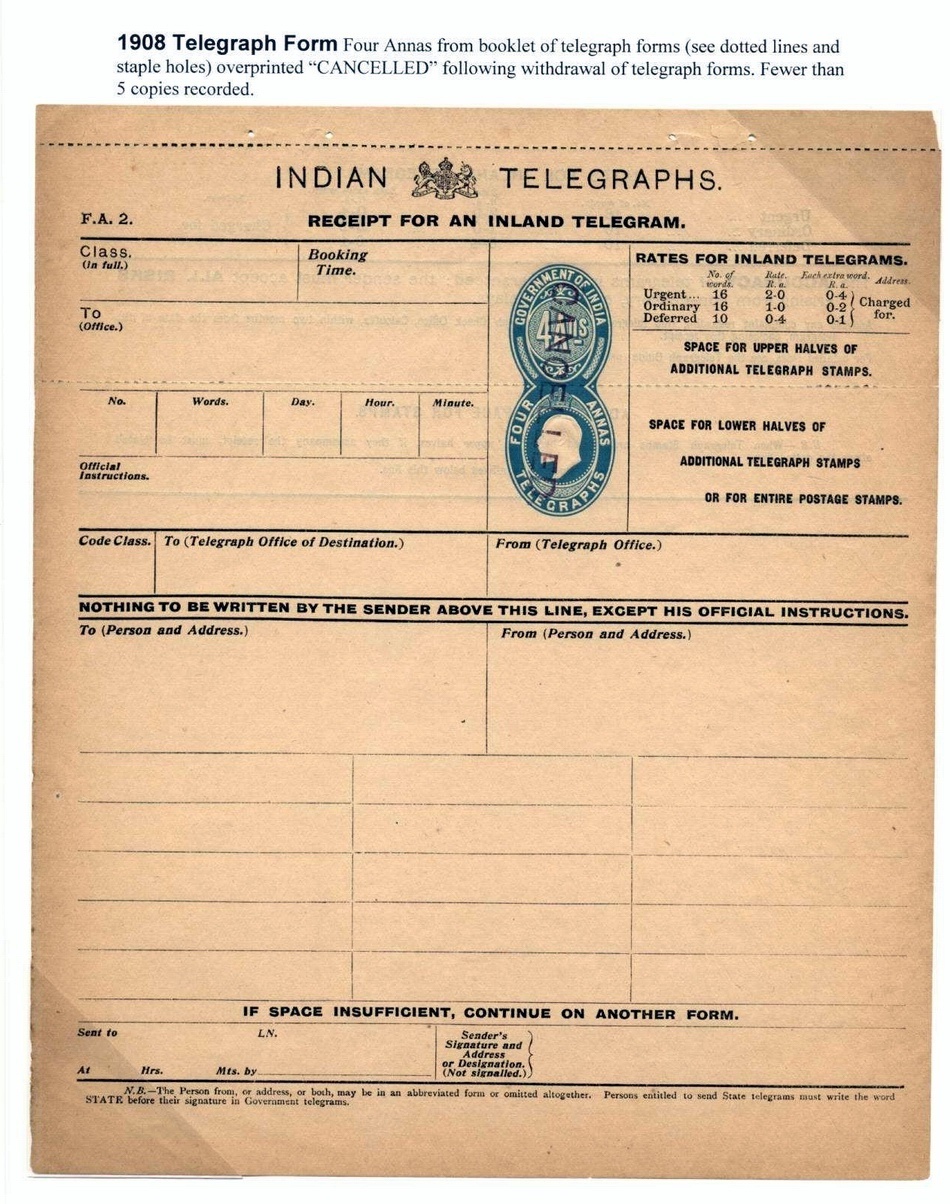 1908 Telegraph Form Four Annas from booklet of telegraph forms (see dotted lines and
staple holes) overprinted “CANCELLED” following withdrawal of telegraph forms. Fewer than
5 copies recorded.
INDIAN TELEGRAPHS.
F.A. 2.
RECEIPT FOR AN INLAND TELEGRAM.
Class.
(in full.)
Booking
Time.
To
(Office.)
GOVERNMENT OF INDIA
4 AS
CANCELLED
FOUR ANNAS
TELEGRAPHS
RATES FOR INLAND TELEGRAMS.
No. of words. Rate. R. a. Each extra word. R. a. Address.
Urgent... 16 2-0 0-4
Ordinary 16 1-0 0-2
Deferred 10 0-4 0-1
Charged for.
SPACE FOR UPPER HALVES OF
ADDITIONAL TELEGRAPH STAMPS.
No. Words. Day. Hour. Minute.
SPACE FOR LOWER HALVES OF
ADDITIONAL TELEGRAPH STAMPS
OR FOR ENTIRE POSTAGE STAMPS.
Official
Instructions.
Code Class. To (Telegraph Office of Destination.) From (Telegraph Office.)
NOTHING TO BE WRITTEN BY THE SENDER ABOVE THIS LINE, EXCEPT HIS OFFICIAL INSTRUCTIONS.
To (Person and Address.) From (Person and Address.)
IF SPACE INSUFFICIENT, CONTINUE ON ANOTHER FORM.
Sent to LN.
At Hrs. Mts. by
Sender's
Signature and
Address
or Designation.
(Not signalled.)
N.B.—The Person from, or address, or both, may be in an abbreviated form or omitted altogether. Persons entitled to send State telegrams must write the word
STATE before their signature in Government telegrams.